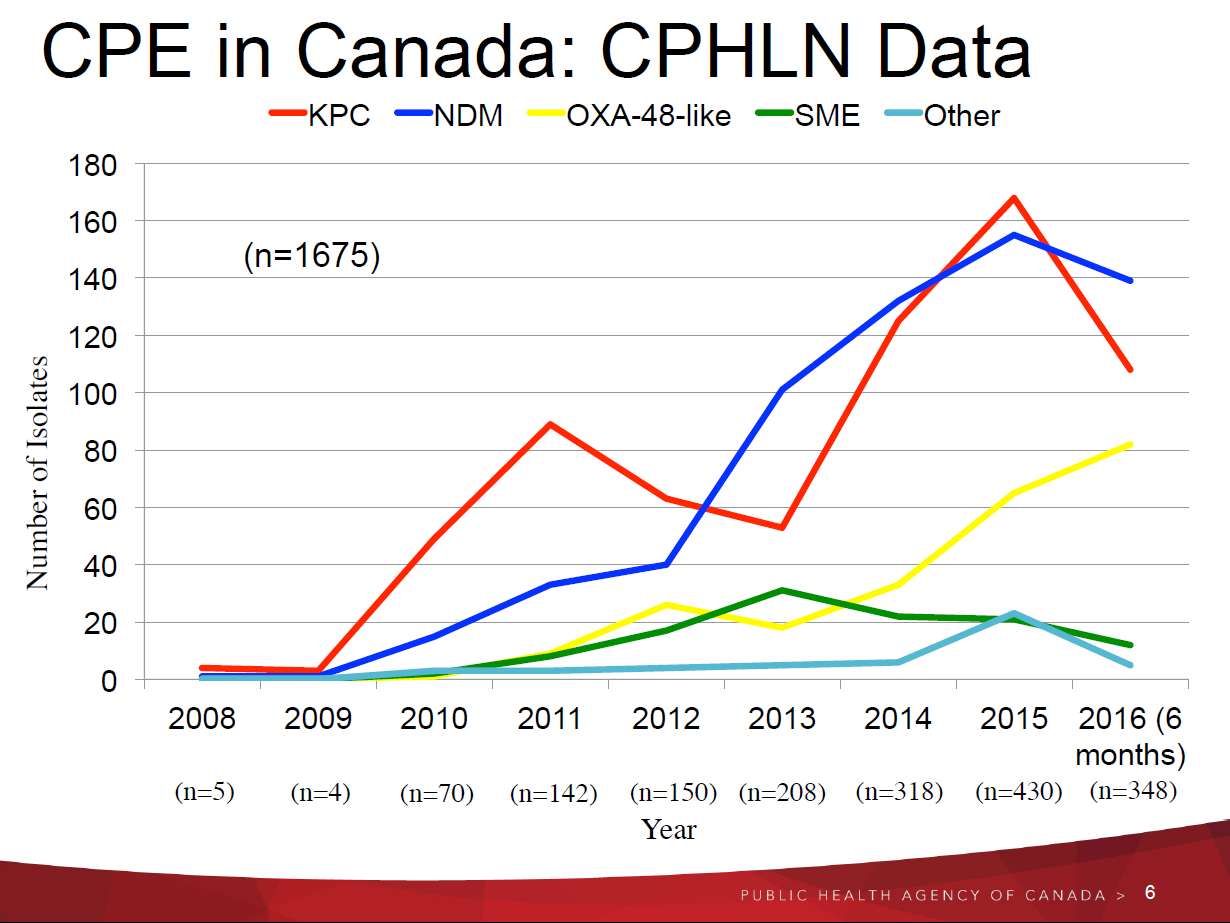 CPE in Canada: CPHLN Data
KPC NDM OXA-48-like SME Other
180
160
140
120
100
80
60
40
20
0
(n=1675)
Number of Isolates
2008 2009 2010 2011 2012 2013 2014 2015 2016 (6
months)
(n=5) (n=4) (n=70) (n=142) (n=150) (n=208) (n=318) (n=430) (n=348)
Year
PUBLIC HEALTH AGENCY OF CANADA > 6